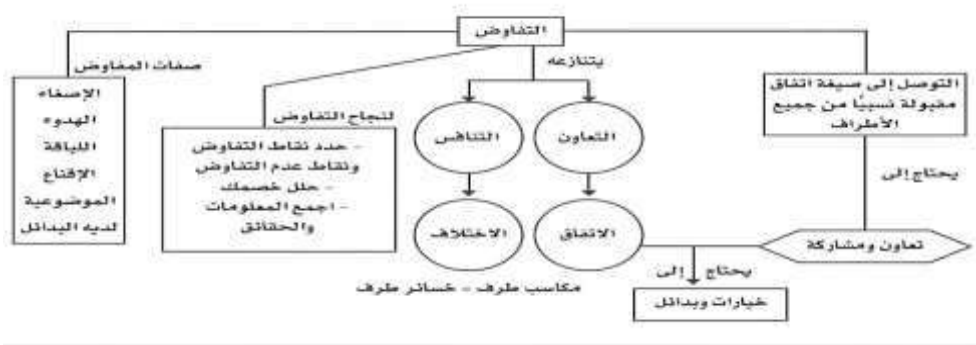 التفاوض
يتنازعه
صفات المفاوض
الإصغاء
الهدوء
اللباقة
الإقناع
الموضوعية
لديه البدائل
لنجاح التفاوض
- حدد نقاط التفاوض
ونقاط عدم التفاوض
- حلل خصمك
- اجمع المعلومات
والحقائق
التعاون
التنافس
الاتفاق
الاختلاف
مكاسب طرف - خسائر طرف
التوصل إلى صيغة اتفاق
مقبولة نسبيًا من جميع
الأطراف
يحتاج إلى
تعاون ومشاركة
يحتاج إلى
خيارات وبدائل